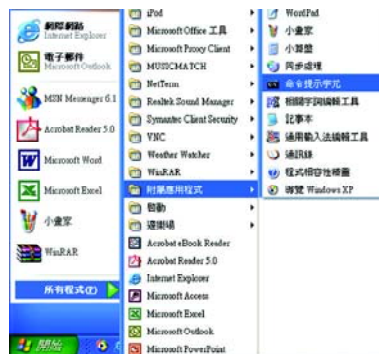 網際網路
Internet Explorer
電子郵件
Microsoft Outlook
MSN Messenger 6.1
Acrobat Reader 5.0
Microsoft Word
Microsoft Excel
小畫家
WinRAR
所有程式(P)
開始
iPod
Microsoft Office 工具
Microsoft Proxy Client
MUSICMATCH
NetTerm
Realtek Sound Manager
Symantec Client Security
VNC
Weather Watcher
WinRAR
附屬應用程式
啟動
遊樂場
Acrobat eBook Reader
Acrobat Reader 5.0
Internet Explorer
Microsoft Access
Microsoft Excel
Microsoft Outlook
Microsoft PowerPoint
WordPad
小畫家
小算盤
同步處理
命令提示字元
相關字詞編輯工具
記事本
通用輸入法編輯工具
通訊錄
程式相容性精靈
導覽 Windows XP